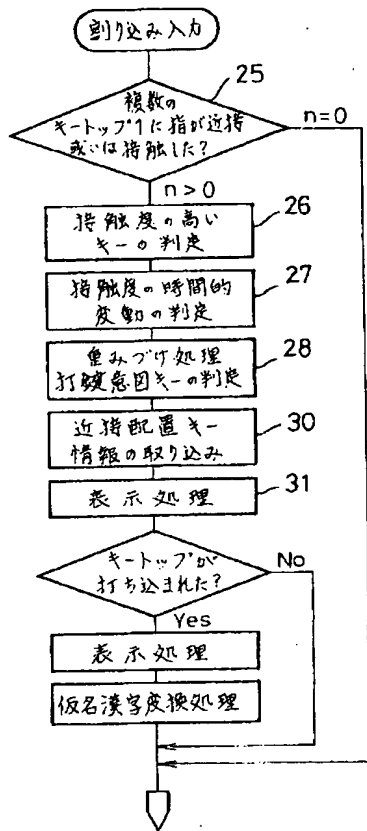 割り込み入力
25
複数の
キートップ1に指が近接
或いは接触した?
n=0
n>0
接触度の高い
キーの判定
26
接触度の時間的
変動の判定
27
重みづけ処理
打鍵意図キーの判定
28
近接配置キー
情報の取り込み
30
表示処理
31
キートップが
打ち込まれた?
No
Yes
表示処理
仮名漢字変換処理